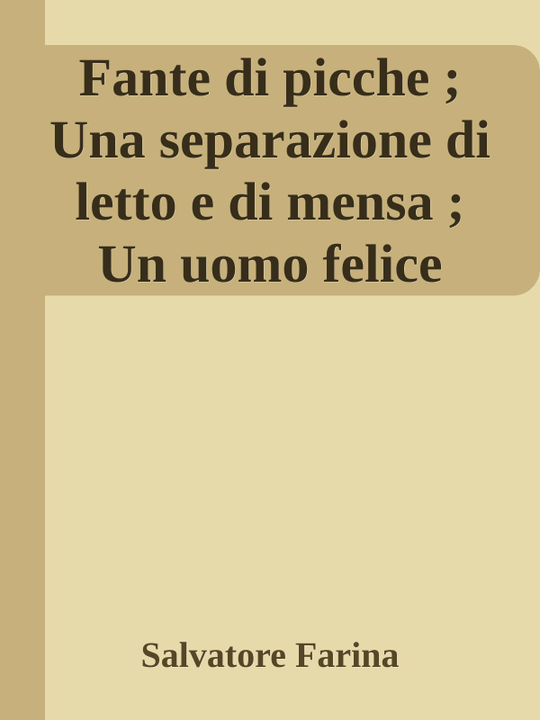 Fante di picche ;
Una separazione di
letto e di mensa ;
Un uomo felice
Salvatore Farina